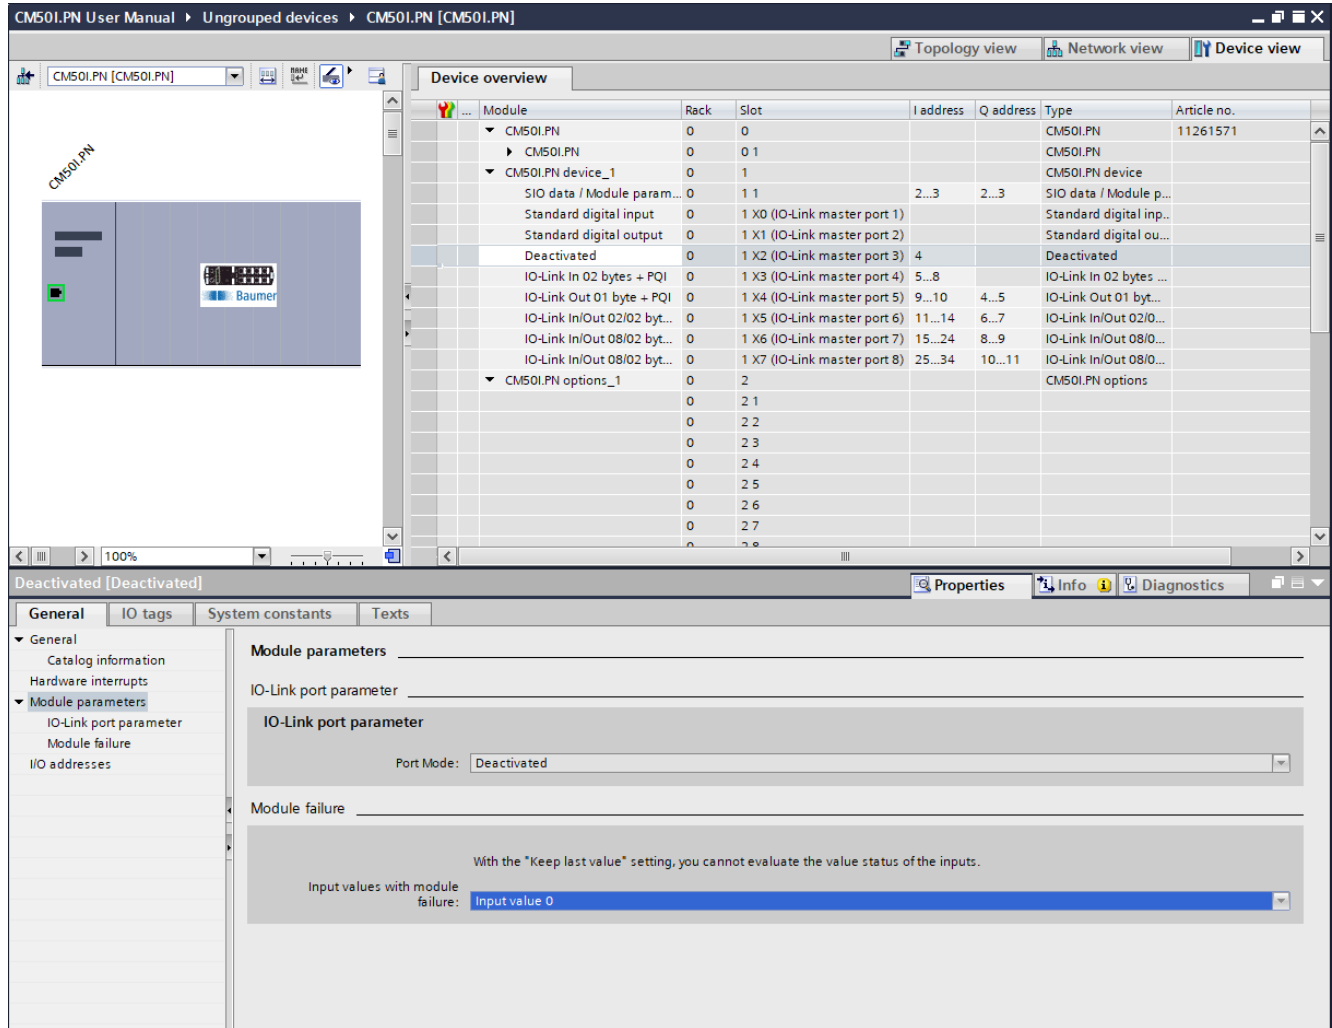 CM50I.PN User Manual ▸ Ungrouped devices ▸ CM50I.PN [CM50I.PN]
Topology view Network view Device view
CM50I.PN [CM50I.PN] NAME Device overview
... Module Rack Slot I address Q address Type Article no.
CM50I.PN 0 0 CM50I.PN 11261571
CM50I.PN 0 0 1 CM50I.PN
CM50I.PN device_1 0 1 CM50I.PN device
SIO data / Module param... 0 1 1 2...3 2...3 SIO data / Module p...
Standard digital input 0 1 X0 (IO-Link master port 1) Standard digital inp..
Standard digital output 0 1 X1 (IO-Link master port 2) Standard digital ou...
Deactivated 0 1 X2 (IO-Link master port 3) 4 Deactivated
IO-Link In 02 bytes + PQI 0 1 X3 (IO-Link master port 4) 5...8 IO-Link In 02 bytes ...
IO-Link Out 01 byte + PQI 0 1 X4 (IO-Link master port 5) 9...10 4...5 IO-Link Out 01 byt...
IO-Link In/Out 02/02 byt... 0 1 X5 (IO-Link master port 6) 11...14 6...7 IO-Link In/Out 02/0...
IO-Link In/Out 08/02 byt... 0 1 X6 (IO-Link master port 7) 15...24 8...9 IO-Link In/Out 08/0...
IO-Link In/Out 08/02 byt... 0 1 X7 (IO-Link master port 8) 25...34 10...11 IO-Link In/Out 08/0...
CM50I.PN options_1 0 2 CM50I.PN options
0 2 1
0 2 2
0 2 3
0 2 4
0 2 5
0 2 6
0 2 7
0 2 8
CM50I.PN
Baumer
100%
Deactivated [Deactivated] Properties Info Diagnostics
General IO tags System constants Texts
General
Catalog information
Hardware interrupts
Module parameters
IO-Link port parameter
Module failure
I/O addresses
Module parameters
IO-Link port parameter
IO-Link port parameter
Port Mode: Deactivated
Module failure
With the "Keep last value" setting, you cannot evaluate the value status of the inputs.
Input values with module
failure: Input value 0